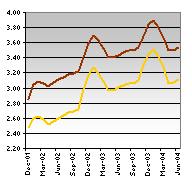 4.00
3.80
3.60
3.40
3.20
3.00
2.80
2.60
2.40
2.20
Dec-01
Mar-02
Jun-02
Sep-02
Dec-02
Mar-03
Jun-03
Sep-03
Dec-03
Mar-04
Jun-04